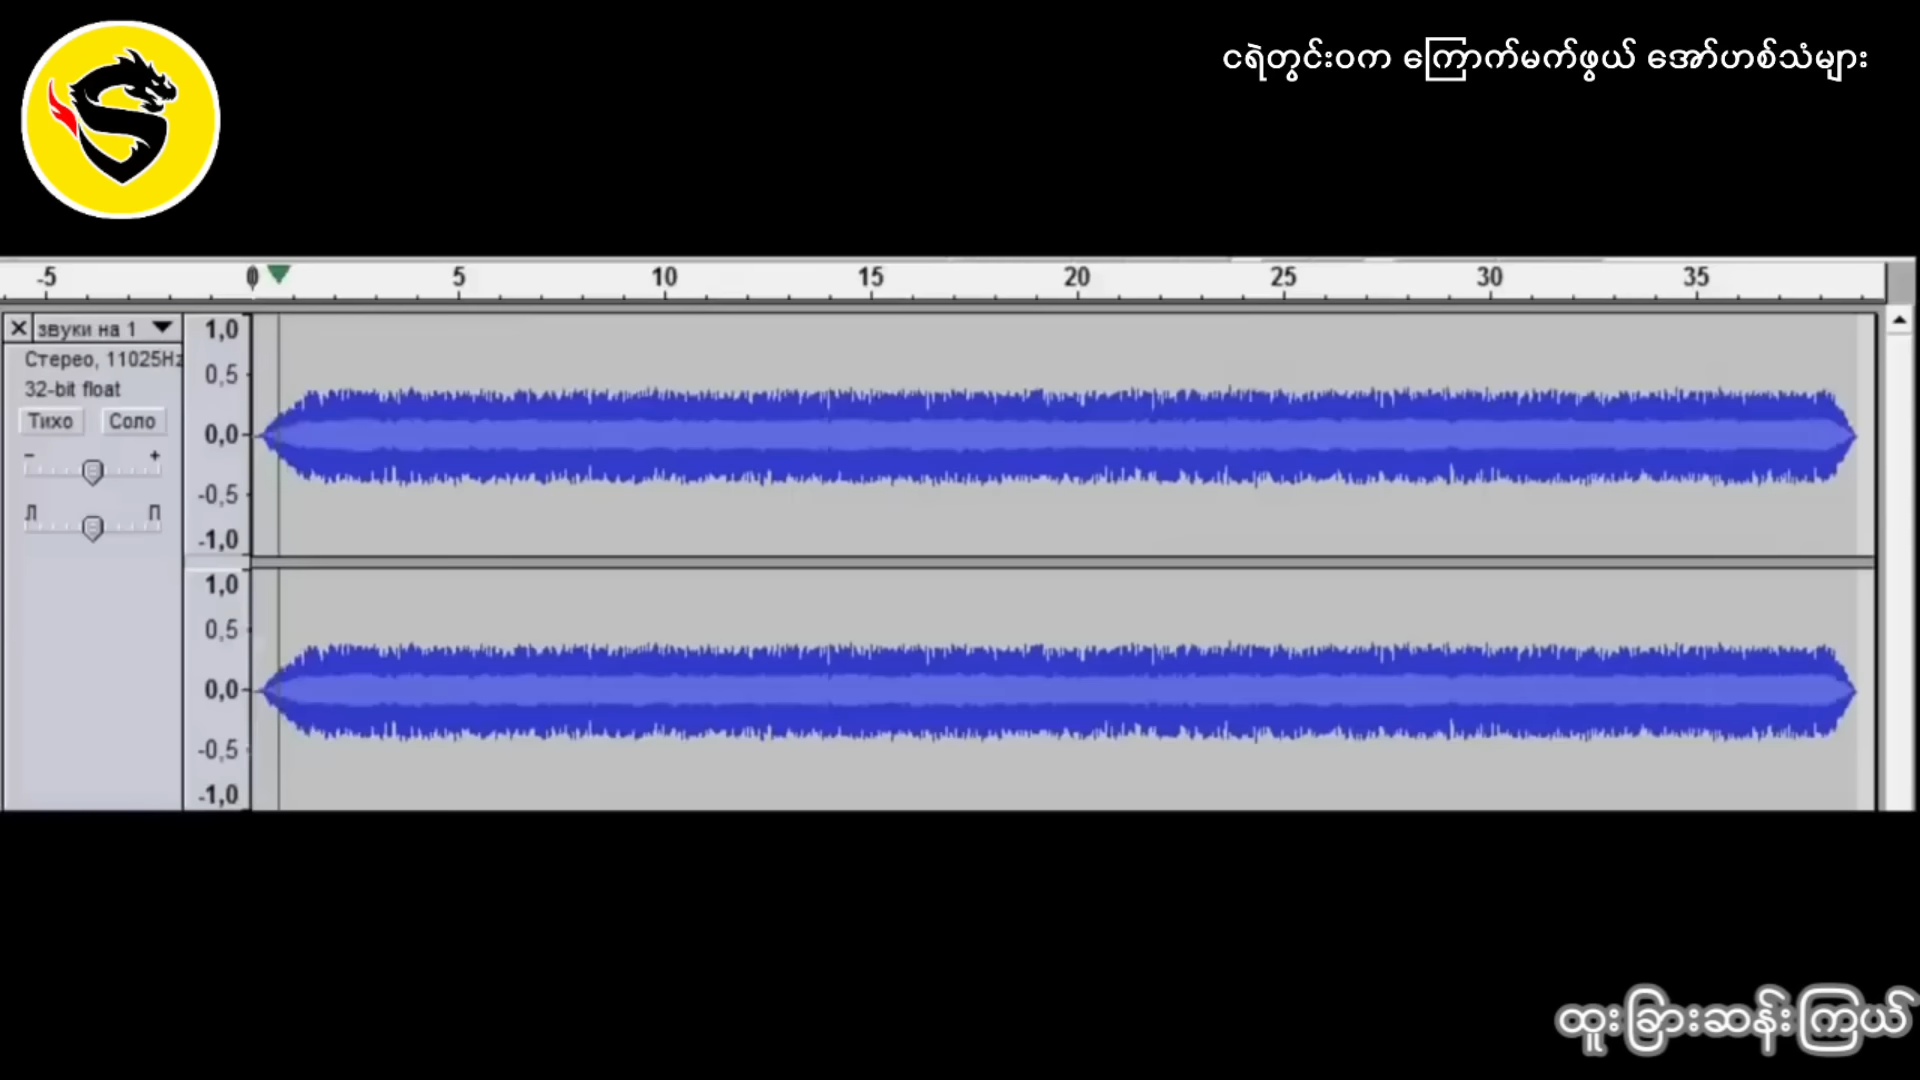 ငရဲတွင်းဝက ကြောက်မက်ဖွယ် အော်ဟစ်သံများ
-5 0 5 10 15 20 25 30 35
звуки на 1
Стерео, 11025Hz
32-bit float
Тихо Соло
- +
Л П
1,0
0,5
0,0
-0,5
-1,0
1,0
0,5
0,0
-0,5
-1,0
ထူးခြားဆန်းကြယ်